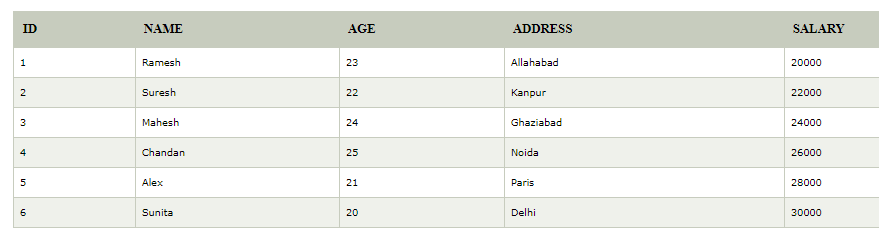 ID NAME AGE ADDRESS SALARY
1 Ramesh 23 Allahabad 20000
2 Suresh 22 Kanpur 22000
3 Mahesh 24 Ghaziabad 24000
4 Chandan 25 Noida 26000
5 Alex 21 Paris 28000
6 Sunita 20 Delhi 30000